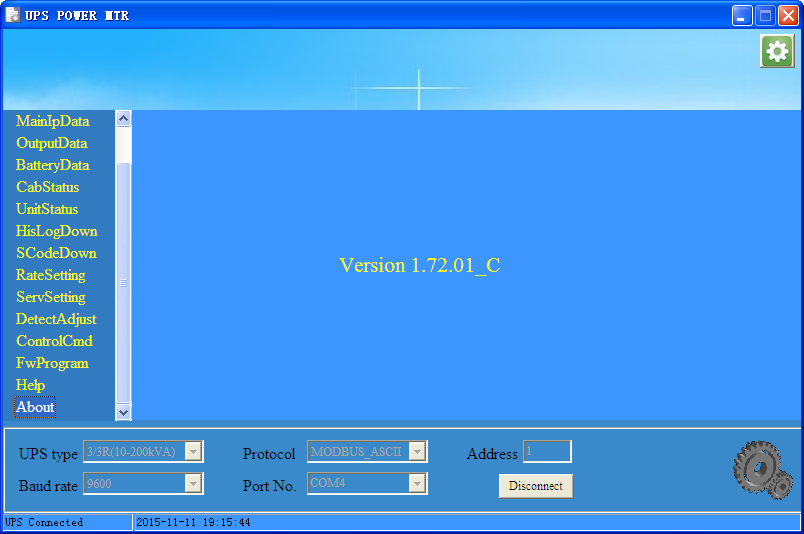 UPS POWER MTR
MainIpData
OutputData
BatteryData
CabStatus
UnitStatus
HisLogDown
SCodeDown
RateSetting
ServSetting
DetectAdjust
ControlCmd
FwProgram
Help
About
Version 1.72.01_C
UPS type 3/3R(10-200kVA) Protocol MODBUS_ASCII Address 1
Baud rate 9600 Port No. COM4 Disconnect
UPS Connected 2015-11-11 19:15:44